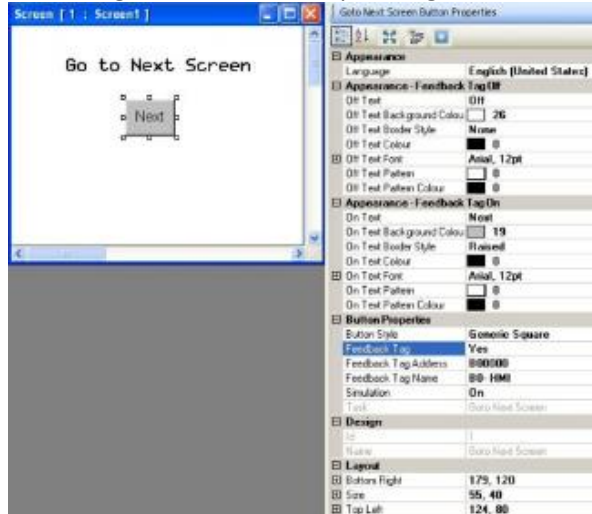 Screen [ 1 : Screen1 ]
Go to Next Screen
Next
Goto Next Screen Button Properties
Appearance
Language English (United States)
Appearance - Feedback Tag Off
Off Text Off
Off Text Background Colou 26
Off Text Border Style None
Off Text Colour 0
Off Text Font Arial, 12pt
Off Text Pattern 0
Off Text Pattern Colour 0
Appearance - Feedback Tag On
On Text Next
On Text Background Colou 19
On Text Border Style Raised
On Text Colour 0
On Text Font Arial, 12pt
On Text Pattern 0
On Text Pattern Colour 0
Button Properties
Button Style Generic Square
Feedback Tag Yes
Feedback Tag Address B00000
Feedback Tag Name B0- HMI
Simulation On
Task Goto Next Screen
Design
Id 1
Name Goto Next Screen
Layout
Bottom Right 179, 120
Size 55, 40
Top Left 124, 80